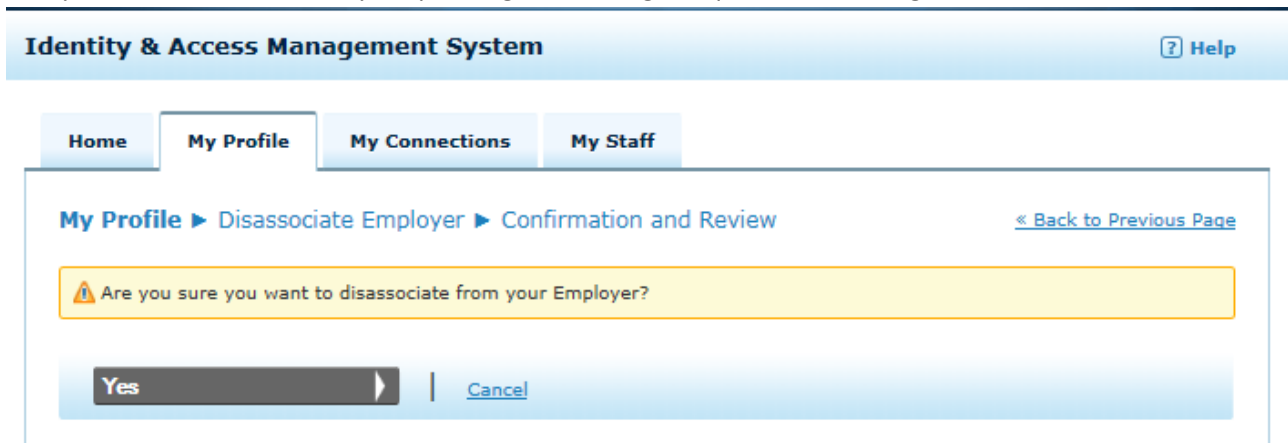 Identity & Access Management System
? Help
Home My Profile My Connections My Staff
My Profile ► Disassociate Employer ► Confirmation and Review
« Back to Previous Page
Are you sure you want to disassociate from your Employer?
Yes | Cancel